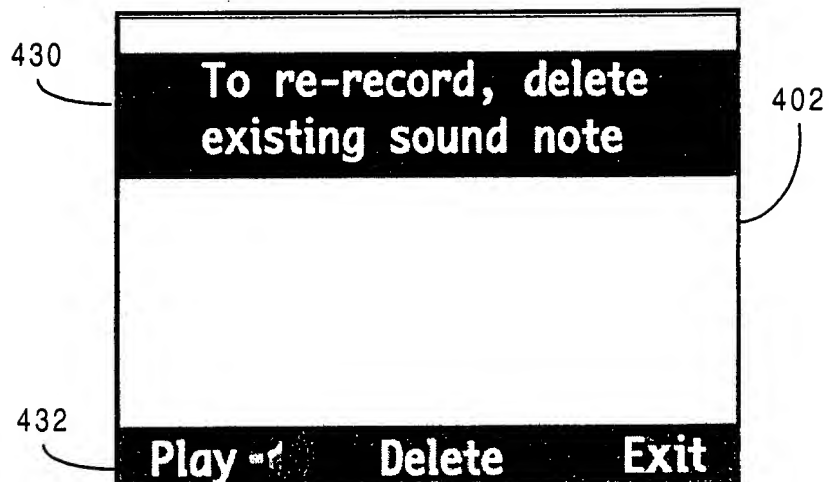 430
To re-record, delete
existing sound note
402
432
Play Delete Exit